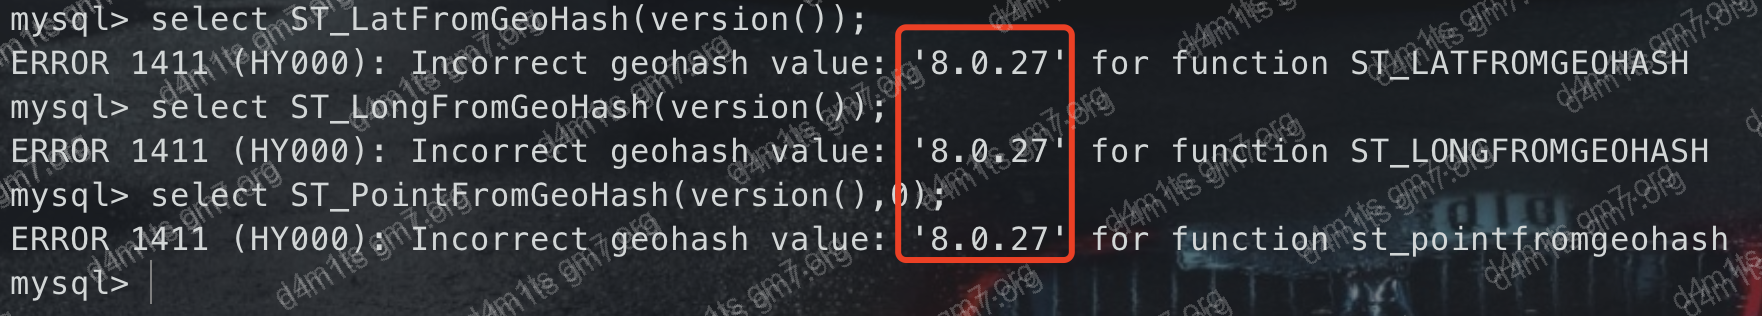 mysql> select ST_LatFromGeoHash(version());
ERROR 1411 (HY000): Incorrect geohash value: '8.0.27' for function ST_LATFROMGEOHASH
mysql> select ST_LongFromGeoHash(version());
ERROR 1411 (HY000): Incorrect geohash value: '8.0.27' for function ST_LONGFROMGEOHASH
mysql> select ST_PointFromGeoHash(version(),0);
ERROR 1411 (HY000): Incorrect geohash value: '8.0.27' for function st_pointfromgeohash
mysql>
d4m1ts gm7.org